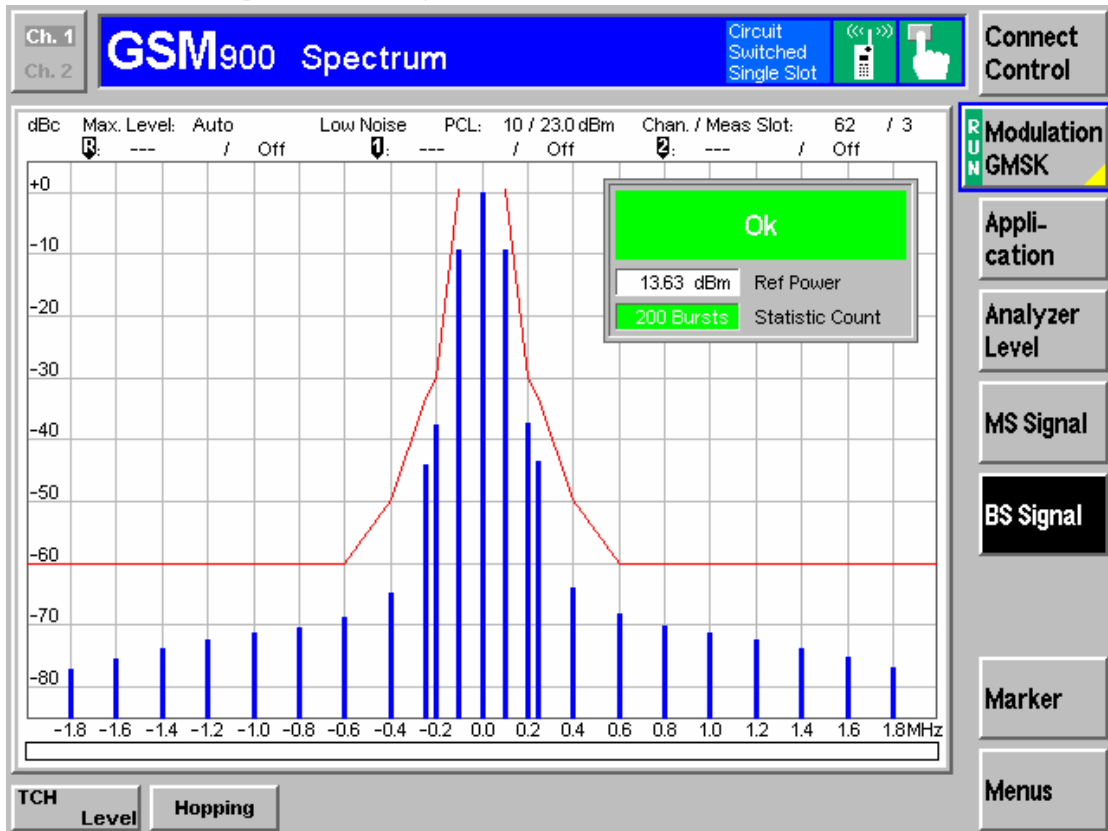 Ch. 1
Ch. 2
GSM900 Spectrum
Circuit
Switched
Single Slot
Connect
Control
dBc Max. Level: Auto Low Noise PCL: 10 / 23.0 dBm Chan. / Meas Slot: 62 / 3
R: --- / Off 1: --- / Off 2: --- / Off
+0
-10
-20
-30
-40
-50
-60
-70
-80
Ok
13.63 dBm Ref Power
200 Bursts Statistic Count
-1.8 -1.6 -1.4 -1.2 -1.0 -0.8 -0.6 -0.4 -0.2 0.0 0.2 0.4 0.6 0.8 1.0 1.2 1.4 1.6 1.8MHz
RUN
Modulation
GMSK
Appli-
cation
Analyzer
Level
MS Signal
BS Signal
Marker
Menus
TCH
Level
Hopping